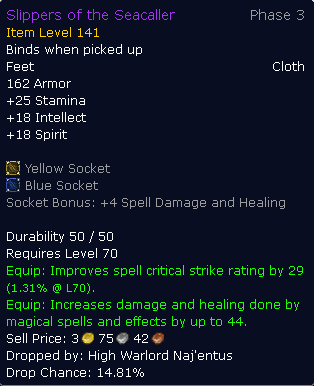 Slippers of the Seacaller Phase 3
Item Level 141
Binds when picked up
Feet Cloth
162 Armor
+25 Stamina
+18 Intellect
+18 Spirit
Yellow Socket
Blue Socket
Socket Bonus: +4 Spell Damage and Healing
Durability 50 / 50
Requires Level 70
Equip: Improves spell critical strike rating by 29
(1.31% @ L70).
Equip: Increases damage and healing done by
magical spells and effects by up to 44.
Sell Price: 3 75 42
Dropped by: High Warlord Naj'entus
Drop Chance: 14.81%